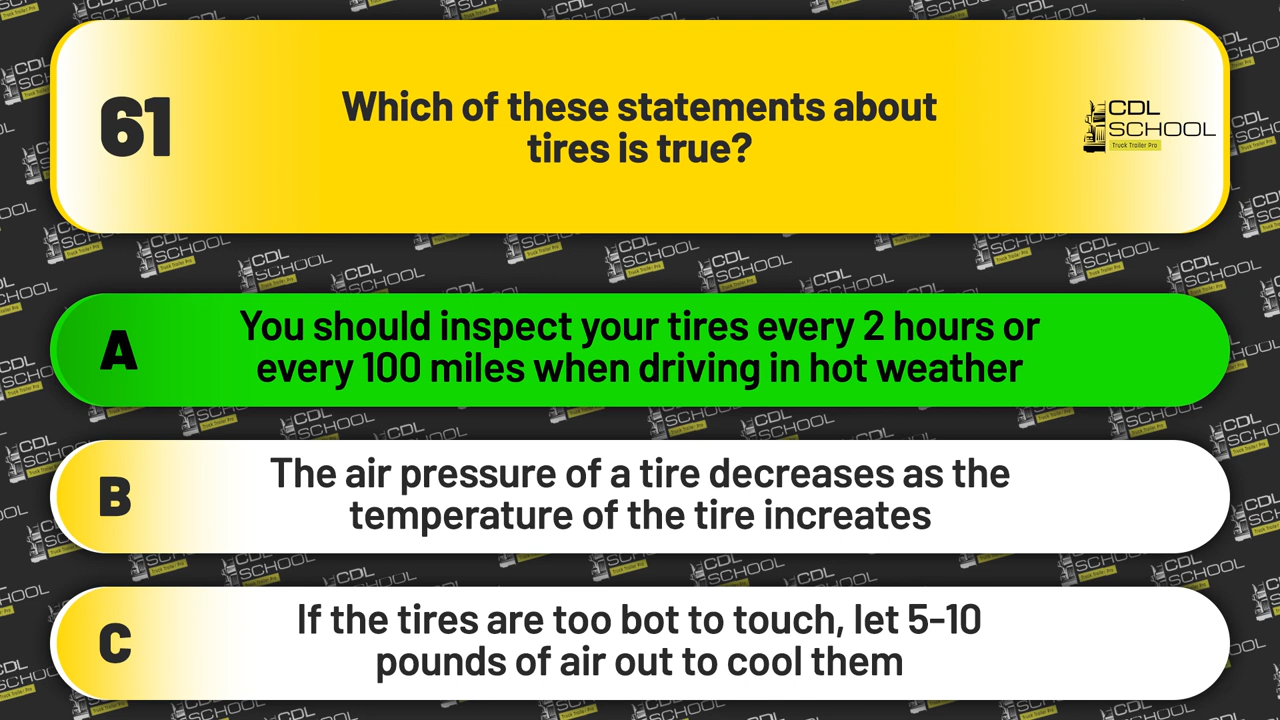 61
Which of these statements about
tires is true?
CDL
SCHOOL
Truck Trailer Pro
A
You should inspect your tires every 2 hours or
every 100 miles when driving in hot weather
B
The air pressure of a tire decreases as the
temperature of the tire increates
C
If the tires are too bot to touch, let 5-10
pounds of air out to cool them